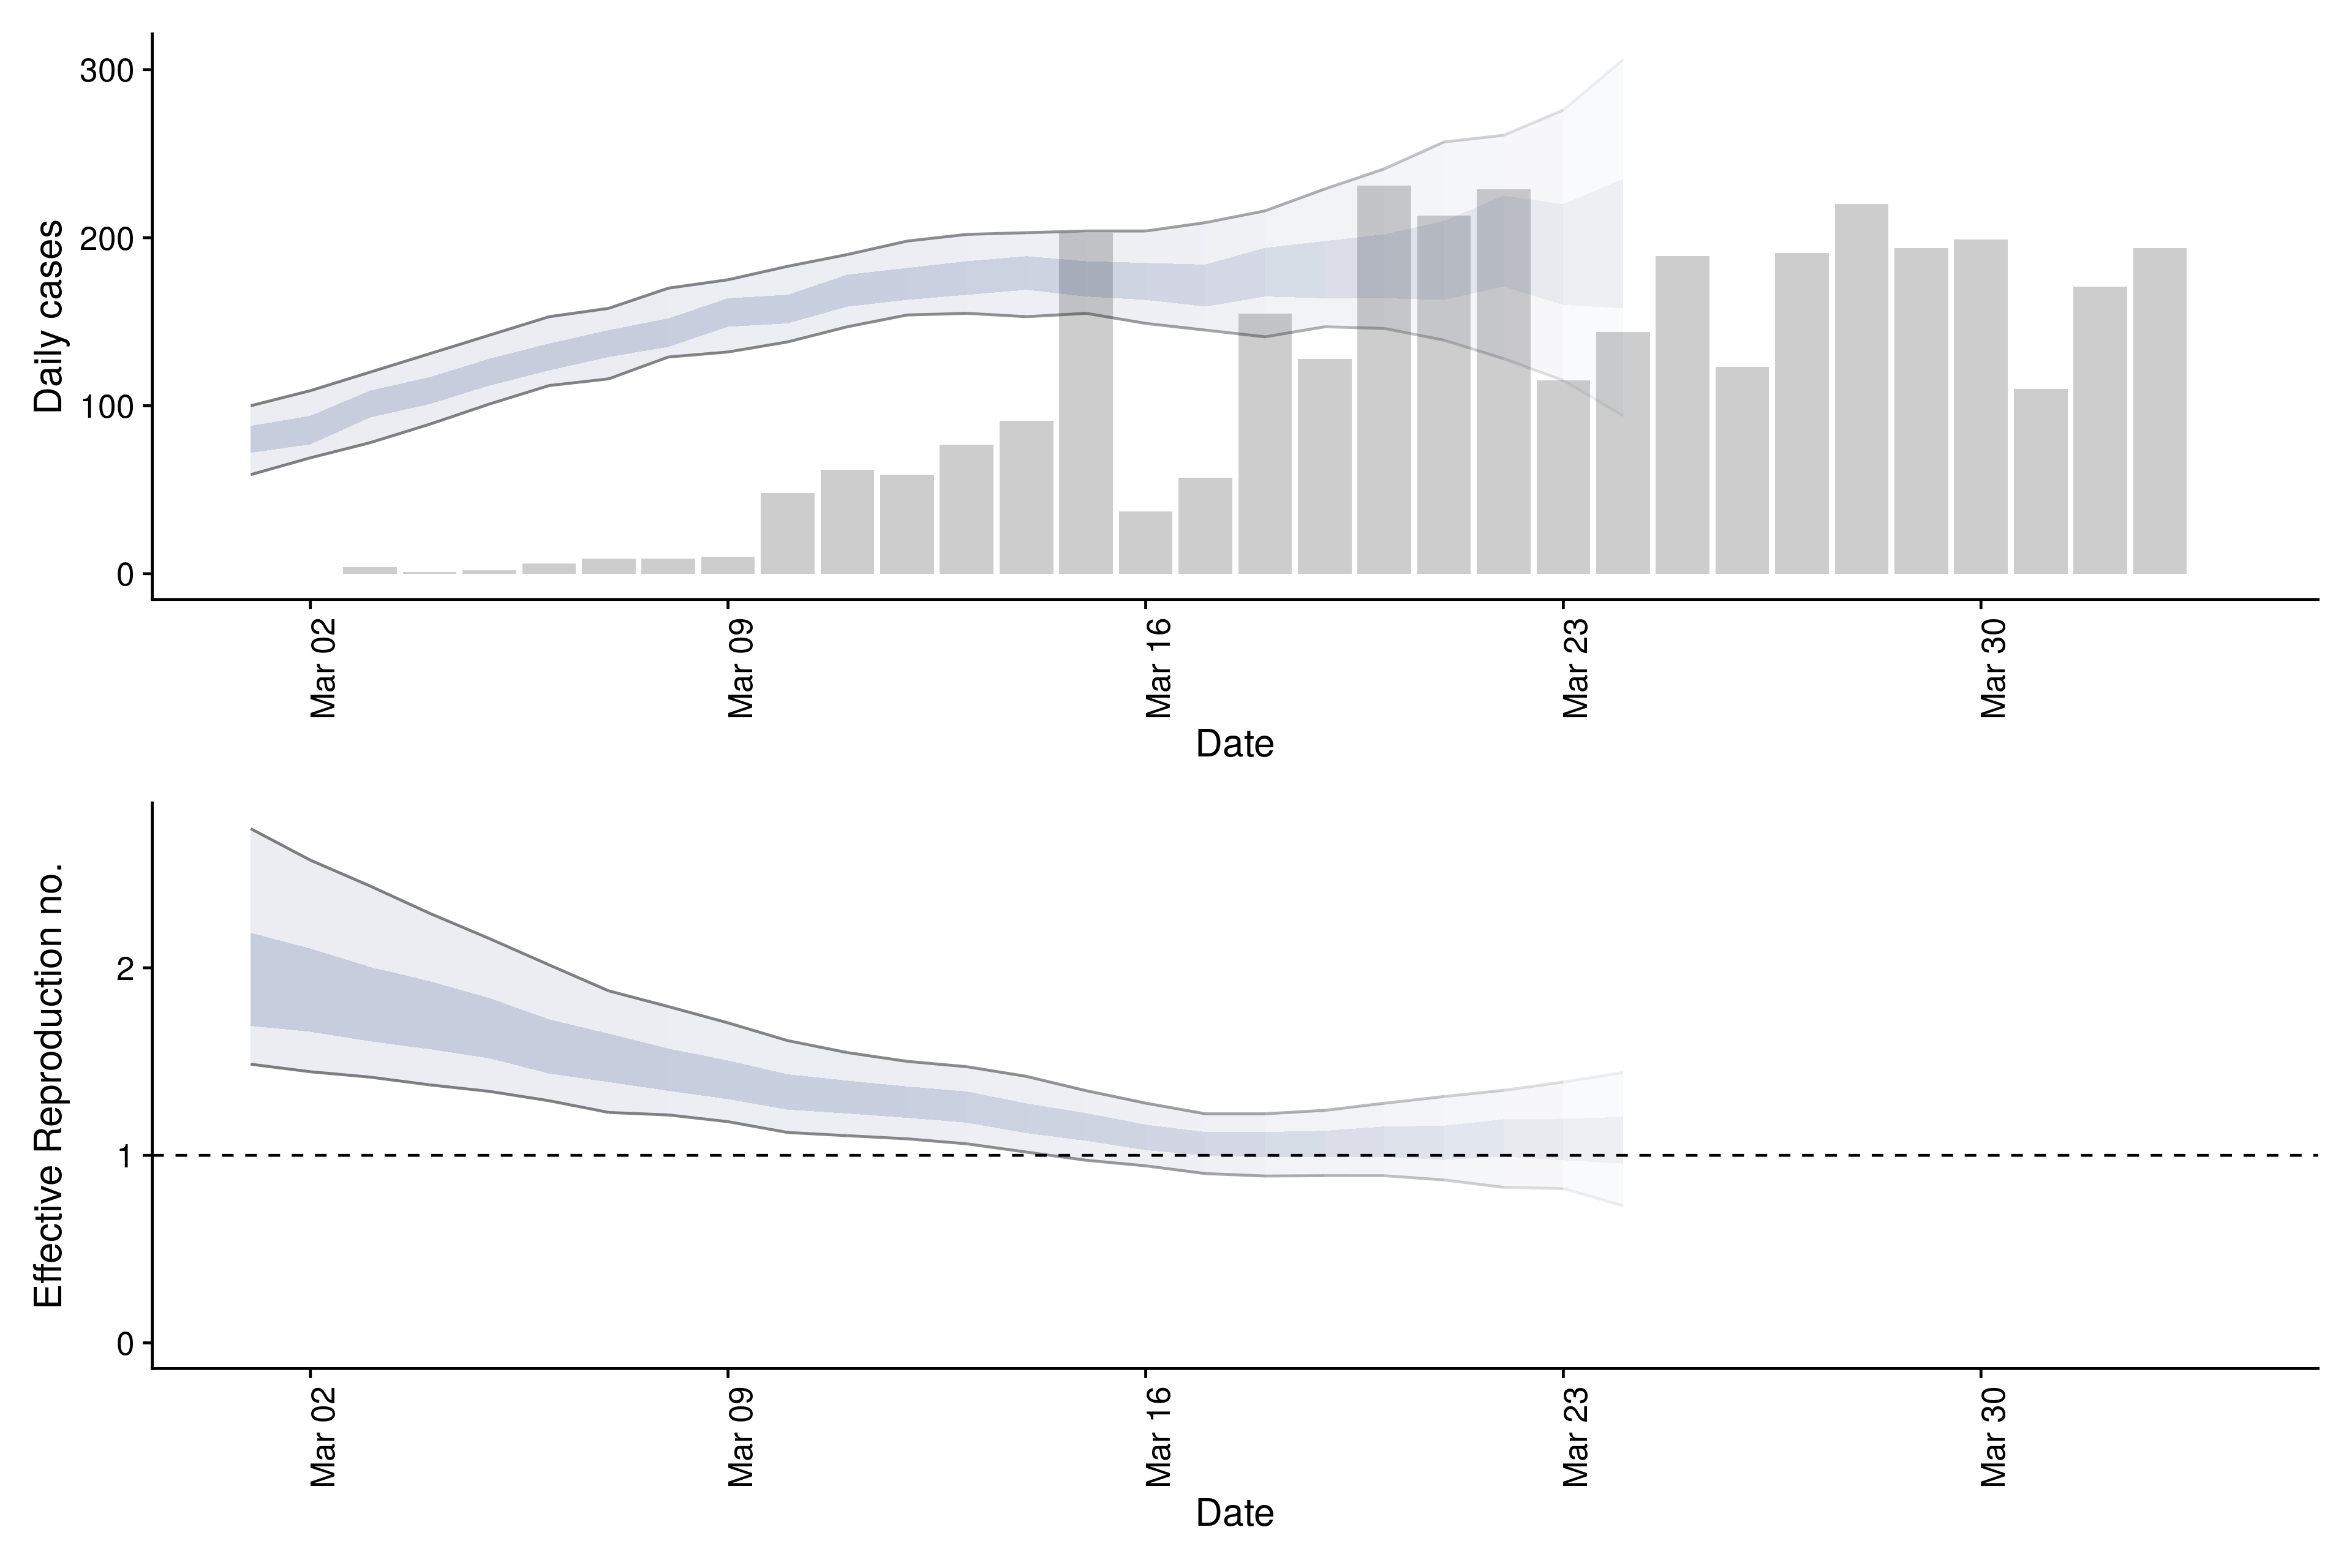 Daily cases
300
200
100
0
Mar 02
Mar 09
Mar 16
Mar 23
Mar 30
Date
Effective Reproduction no.
2
1
0
Mar 02
Mar 09
Mar 16
Mar 23
Mar 30
Date